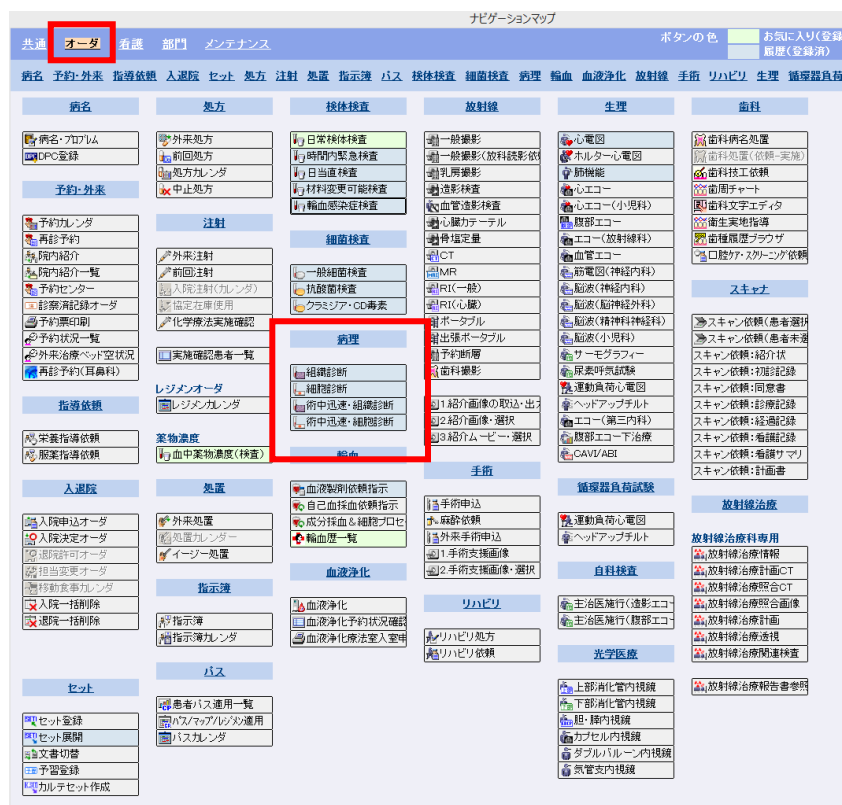 ナビゲーションマップ
ボタンの色
お気に入り(登録
履歴(登録済)
共通 オーダ 看護 部門 メンテナンス
病名 予約・外来 指導依頼 入退院 セット 処方 注射 処置 指示簿 パス 検体検査 細菌検査 病理 輸血 血液浄化 放射線 手術 リハビリ 生理 循環器負荷
病名
病名・プロブレム
DPC登録
予約・外来
予約カレンダ
再診予約
院内紹介
院内紹介一覧
予約センター
診察済記録オーダ
予約票印刷
予約状況一覧
外来治療ベッド空状況
再診予約(耳鼻科)
指導依頼
栄養指導依頼
服薬指導依頼
入退院
入院申込オーダ
入院決定オーダ
退院許可オーダ
担当変更オーダ
移動食事カレンダ
入院一括削除
退院一括削除
セット
セット登録
セット展開
文書切替
予習登録
カルテセット作成
処方
外来処方
前回処方
処方カレンダ
中止処方
注射
外来注射
前回注射
入院注射(カレンダ)
協定在庫使用
化学療法実施確認
実施確認患者一覧
レジメンオーダ
レジメンカレンダ
薬物濃度
血中薬物濃度(検査)
処置
外来処置
処置カレンダー
イージー処置
指示簿
指示簿
指示簿カレンダ
パス
患者パス適用一覧
パス/マップ/レジメン適用
パスカレンダ
検体検査
日常検体検査
時間内緊急検査
日当直検査
材料変更可能検査
輸血感染症検査
細菌検査
一般細菌検査
抗酸菌検査
クラミジア・CD毒素
病理
組織診断
細胞診断
術中迅速・組織診断
術中迅速・細胞診断
輸血
血液製剤依頼指示
自己血採血依頼指示
成分採血&細胞プロセ
輸血歴一覧
血液浄化
血液浄化
血液浄化予約状況確認
血液浄化療法室入室申
放射線
一般撮影
一般撮影(放科読影依頼
乳房撮影
造影検査
血管造影検査
心臓カテーテル
骨塩定量
CT
MR
RI(一般)
RI(心臓)
ポータブル
出張ポータブル
予約断層
歯科撮影
1.紹介画像の取込・出力
2.紹介画像・選択
3.紹介ムービー・選択
手術
手術申込
麻酔依頼
外来手術申込
1.手術支援画像
2.手術支援画像・選択
リハビリ
リハビリ処方
リハビリ依頼
生理
心電図
ホルター心電図
肺機能
心エコー
心エコー(小児科)
腹部エコー
エコー(放射線科)
血管エコー
筋電図(神経内科)
脳波(神経内科)
脳波(脳神経外科)
脳波(精神科神経科)
脳波(小児科)
サーモグラフィー
尿素呼気試験
運動負荷心電図
ヘッドアップチルト
エコー(第三内科)
腹部エコー下治療
CAVI/ABI
循環器負荷試験
運動負荷心電図
ヘッドアップチルト
自科検査
主治医施行(造影エコー
主治医施行(腹部エコー
光学医療
上部消化管内視鏡
下部消化管内視鏡
胆・膵内視鏡
カプセル内視鏡
ダブルバルーン内視鏡
気管支内視鏡
歯科
歯科病名処置
歯科処置(依頼-実施)
歯科技工依頼
歯周チャート
歯科文字エディタ
衛生実地指導
歯種履歴ブラウザ
口腔ケア・スクリーニング依頼
スキャナ
スキャン依頼(患者選択
スキャン依頼(患者未選
スキャン依頼:紹介状
スキャン依頼:初診記録
スキャン依頼:同意書
スキャン依頼:診療記録
スキャン依頼:経過記録
スキャン依頼:看護記録
スキャン依頼:看護サマリ
スキャン依頼:計画書
放射線治療
放射線治療科専用
放射線治療情報
放射線治療計画CT
放射線治療照合CT
放射線治療照合画像
放射線治療計画
放射線治療透視
放射線治療関連検査
放射線治療報告書参照